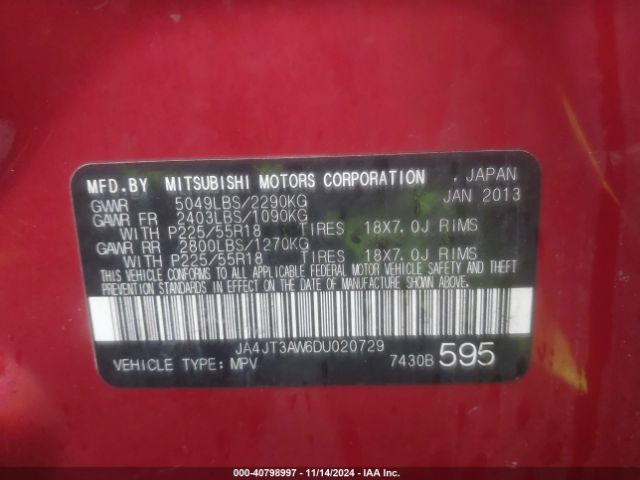 MFD.BY MITSUBISHI MOTORS CORPORATION , JAPAN
GVWR 5049LBS/2290KG JAN 2013
GAWR FR 2403LBS/1090KG
WITH P225/55R18 TIRES 18X7.0J RIMS
GAWR RR 2800LBS/1270KG
WITH P225/55R18 TIRES 18X7.0J RIMS
THIS VEHICLE CONFORMS TO ALL APPLICABLE FEDERAL MOTOR VEHICLE SAFETY AND THEFT
PREVENTION STANDARDS IN EFFECT ON THE DATE OF MANUFACTURE SHOWN ABOVE.
JA4JT3AW6DU020729
VEHICLE TYPE: MPV 7430B 595
000-40798997 - 11/14/2024 - IAA Inc.